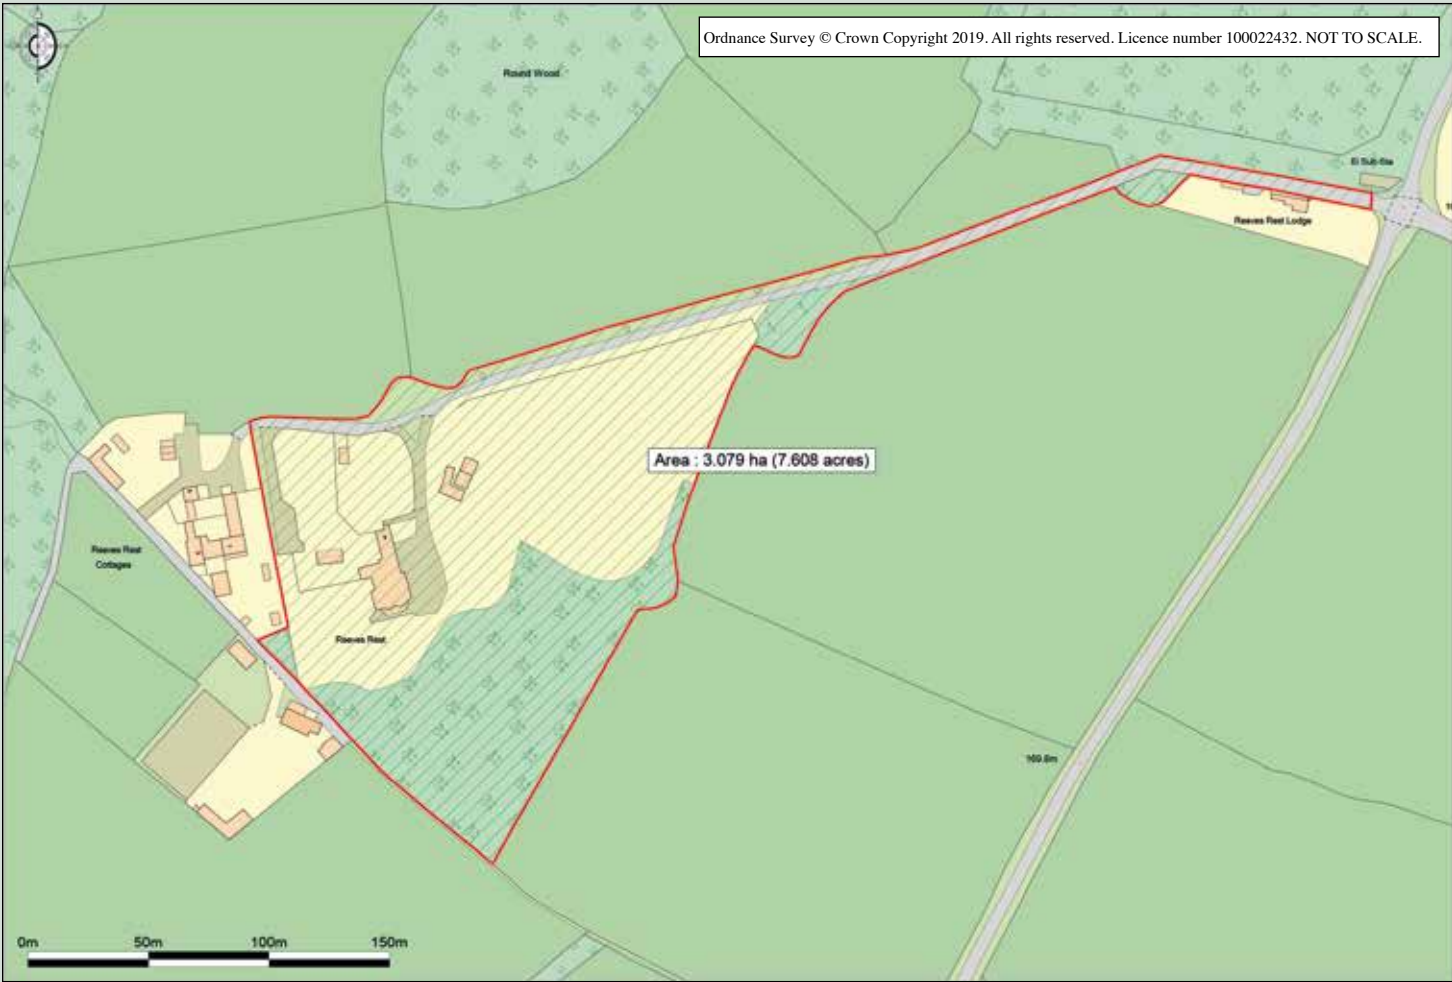 Ordnance Survey © Crown Copyright 2019. All rights reserved. Licence number 100022432. NOT TO SCALE.
Round Wood
El Sub Sta
Reeves Rest Lodge
Area : 3.079 ha (7.608 acres)
Reeves Rest
Cottages
Reeves Rest
169.8m
0m 50m 100m 150m